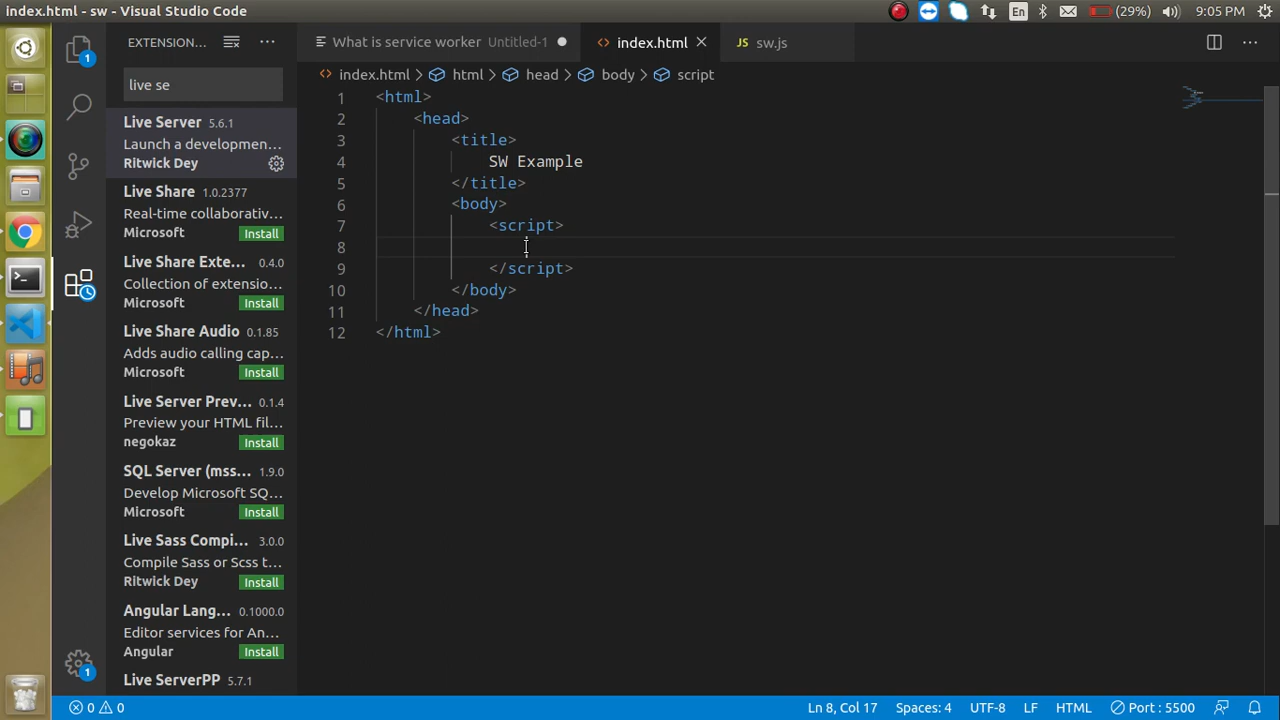 index.html - sw - Visual Studio Code
En
(29%)
9:05 PM
EXTENSION...
What is service worker Untitled-1
index.html
sw.js
1
live se
index.html
html
head
body
script
Live Server 5.6.1
Launch a developmen...
Ritwick Dey
Live Share 1.0.2377
Real-time collaborativ...
Microsoft Install
Live Share Exte... 0.4.0
Collection of extensio...
Microsoft Install
Live Share Audio 0.1.85
Adds audio calling cap...
Microsoft Install
Live Server Prev... 0.1.4
Preview your HTML fil...
negokaz Install
SQL Server (mss... 1.9.0
Develop Microsoft SQ...
Microsoft Install
Live Sass Compi... 3.0.0
Compile Sass or Scss t...
Ritwick Dey Install
Angular Lang... 0.1000.0
Editor services for An...
Angular Install
Live ServerPP 5.7.1
1 <html>
2 <head>
3 <title>
4 SW Example
5 </title>
6 <body>
7 <script>
8
9 </script>
10 </body>
11 </head>
12 </html>
1
0 0
Ln 8, Col 17
Spaces: 4
UTF-8
LF
HTML
Port : 5500